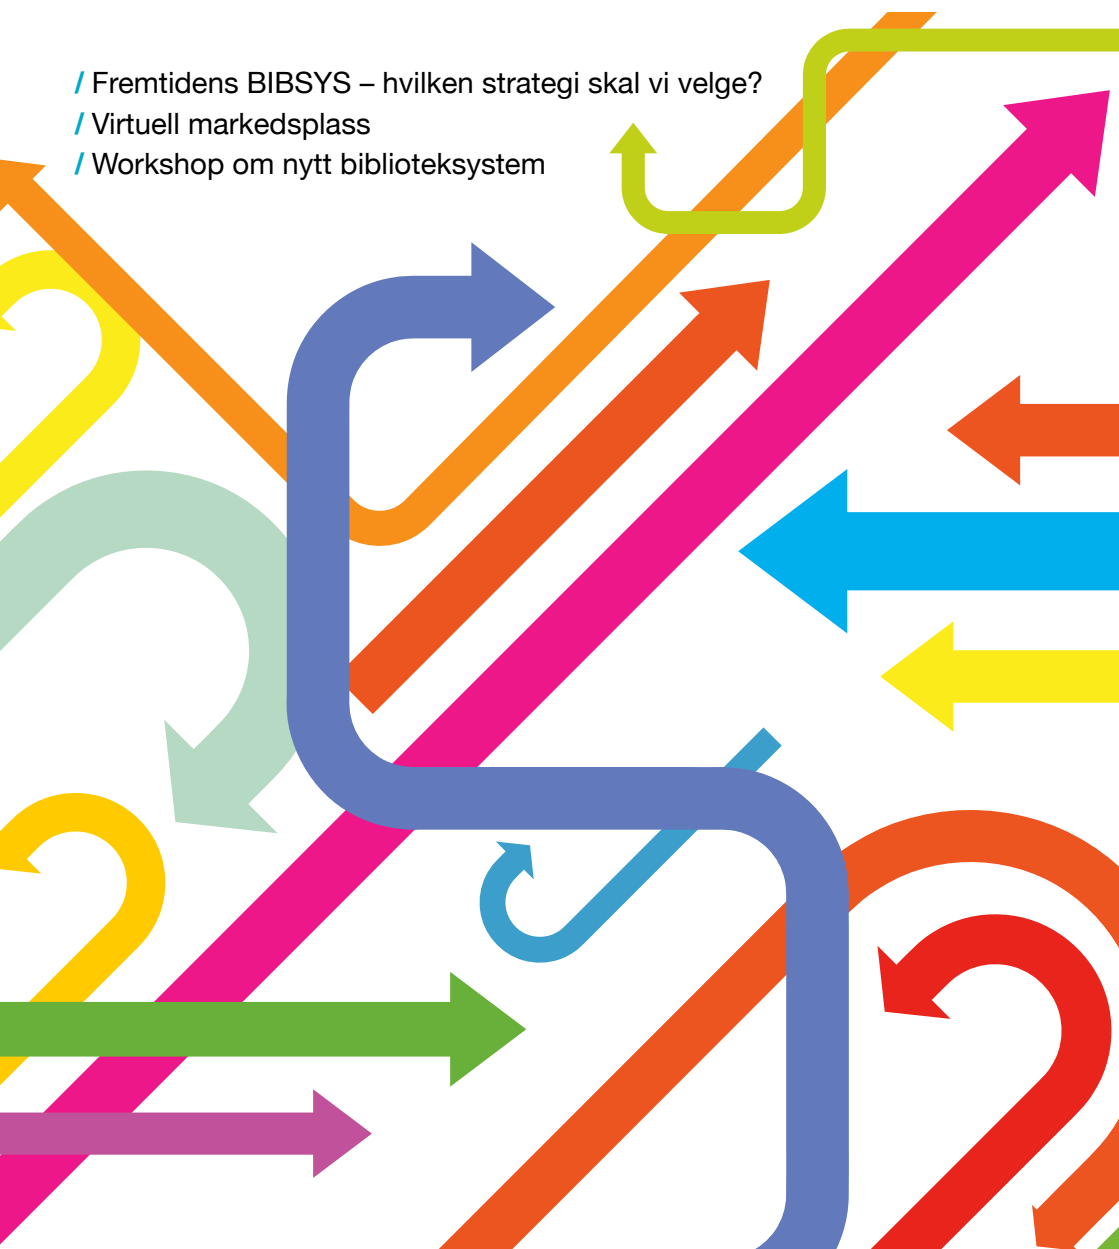 / Fremtidens BIBSYS – hvilken strategi skal vi velge?
/ Virtuell markedsplass
/ Workshop om nytt biblioteksystem